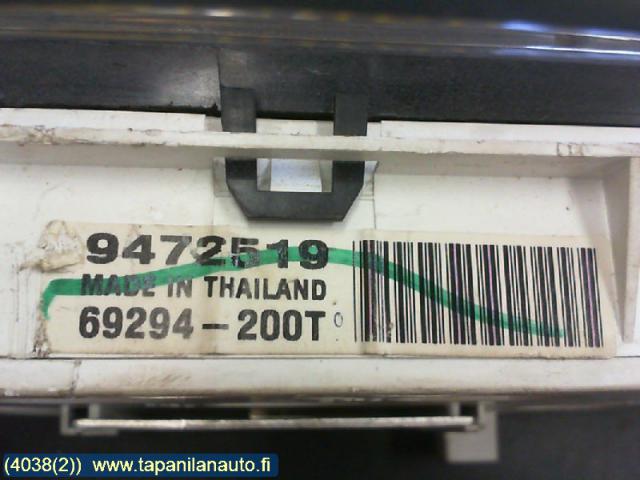 9472519
MADE IN THAILAND
69294-200T
(4038(2)) www.tapanilanauto.fi